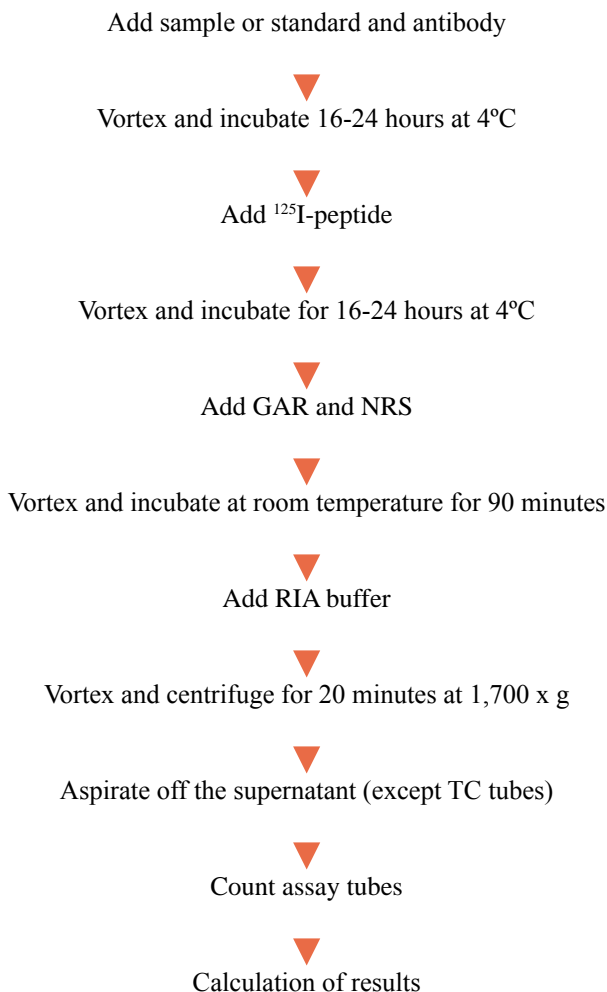 Add sample or standard and antibody
Vortex and incubate 16-24 hours at 4ºC
Add ¹²⁵I-peptide
Vortex and incubate for 16-24 hours at 4ºC
Add GAR and NRS
Vortex and incubate at room temperature for 90 minutes
Add RIA buffer
Vortex and centrifuge for 20 minutes at 1,700 x g
Aspirate off the supernatant (except TC tubes)
Count assay tubes
Calculation of results